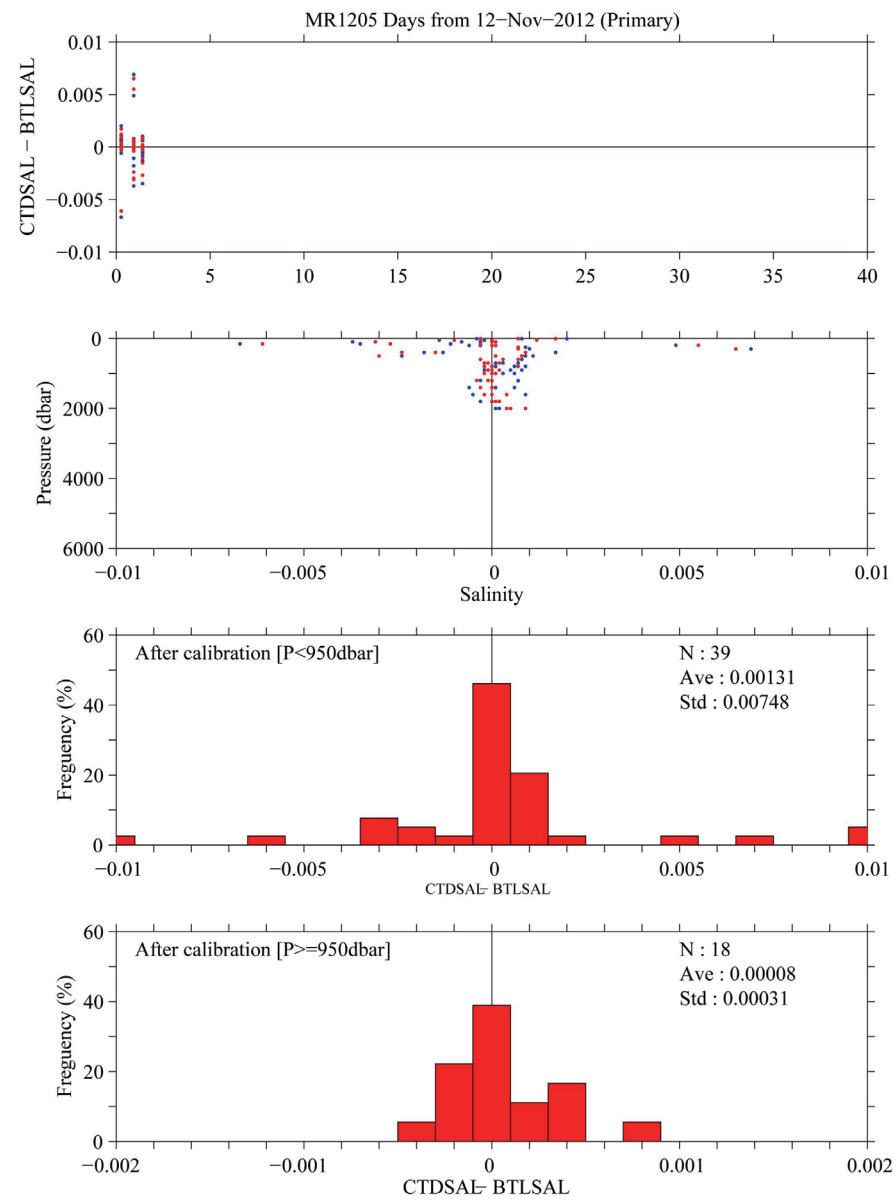 MR1205 Days from 12−Nov−2012 (Primary)
CTDSAL − BTLSAL
0.01
0.005
0
−0.005
−0.01
0 5 10 15 20 25 30 35 40
Pressure (dbar)
0
2000
4000
6000
−0.01 −0.005 0 0.005 0.01
Salinity
After calibration [P<950dbar]
N : 39
Ave : 0.00131
Std : 0.00748
Freguency (%)
60
40
20
0
−0.01 −0.005 0 0.005 0.01
CTDSAL− BTLSAL
After calibration [P>=950dbar]
N : 18
Ave : 0.00008
Std : 0.00031
Freguency (%)
60
40
20
0
−0.002 −0.001 0 0.001 0.002
CTDSAL− BTLSAL